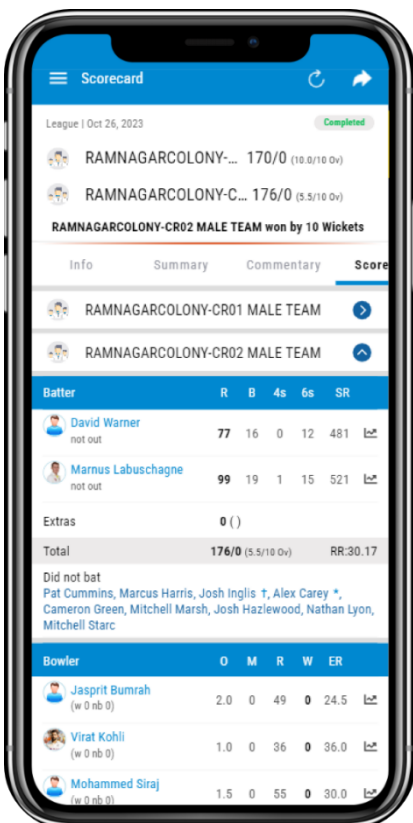 Scorecard
League | Oct 26, 2023 Completed
RAMNAGARCOLONY-... 170/0 (10.0/10 Ov)
RAMNAGARCOLONY-C... 176/0 (5.5/10 Ov)
RAMNAGARCOLONY-CR02 MALE TEAM won by 10 Wickets
Info Summary Commentary Score
RAMNAGARCOLONY-CR01 MALE TEAM
RAMNAGARCOLONY-CR02 MALE TEAM
Batter R B 4s 6s SR
David Warner
not out 77 16 0 12 481
Marnus Labuschagne
not out 99 19 1 15 521
Extras 0 ( )
Total 176/0 (5.5/10 Ov) RR:30.17
Did not bat
Pat Cummins, Marcus Harris, Josh Inglis †, Alex Carey *,
Cameron Green, Mitchell Marsh, Josh Hazlewood, Nathan Lyon,
Mitchell Starc
Bowler O M R W ER
Jasprit Bumrah
(w 0 nb 0) 2.0 0 49 0 24.5
Virat Kohli
(w 0 nb 0) 1.0 0 36 0 36.0
Mohammed Siraj
(w 0 nb 0) 1.5 0 55 0 30.0